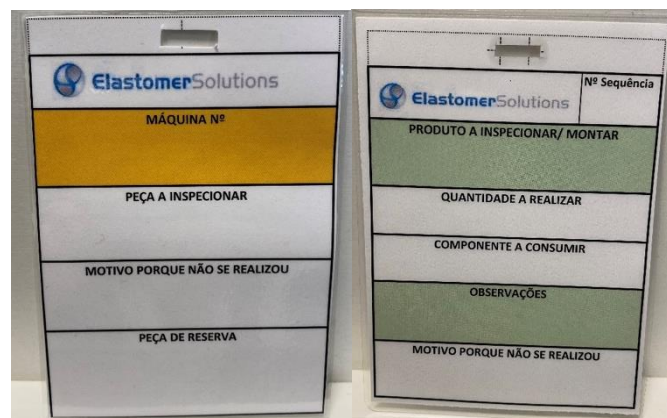 ElastomerSolutions
MÁQUINA Nº
PEÇA A INSPECIONAR
MOTIVO PORQUE NÃO SE REALIZOU
PEÇA DE RESERVA
ElastomerSolutions
Nº Sequência
PRODUTO A INSPECIONAR/ MONTAR
QUANTIDADE A REALIZAR
COMPONENTE A CONSUMIR
OBSERVAÇÕES
MOTIVO PORQUE NÃO SE REALIZOU